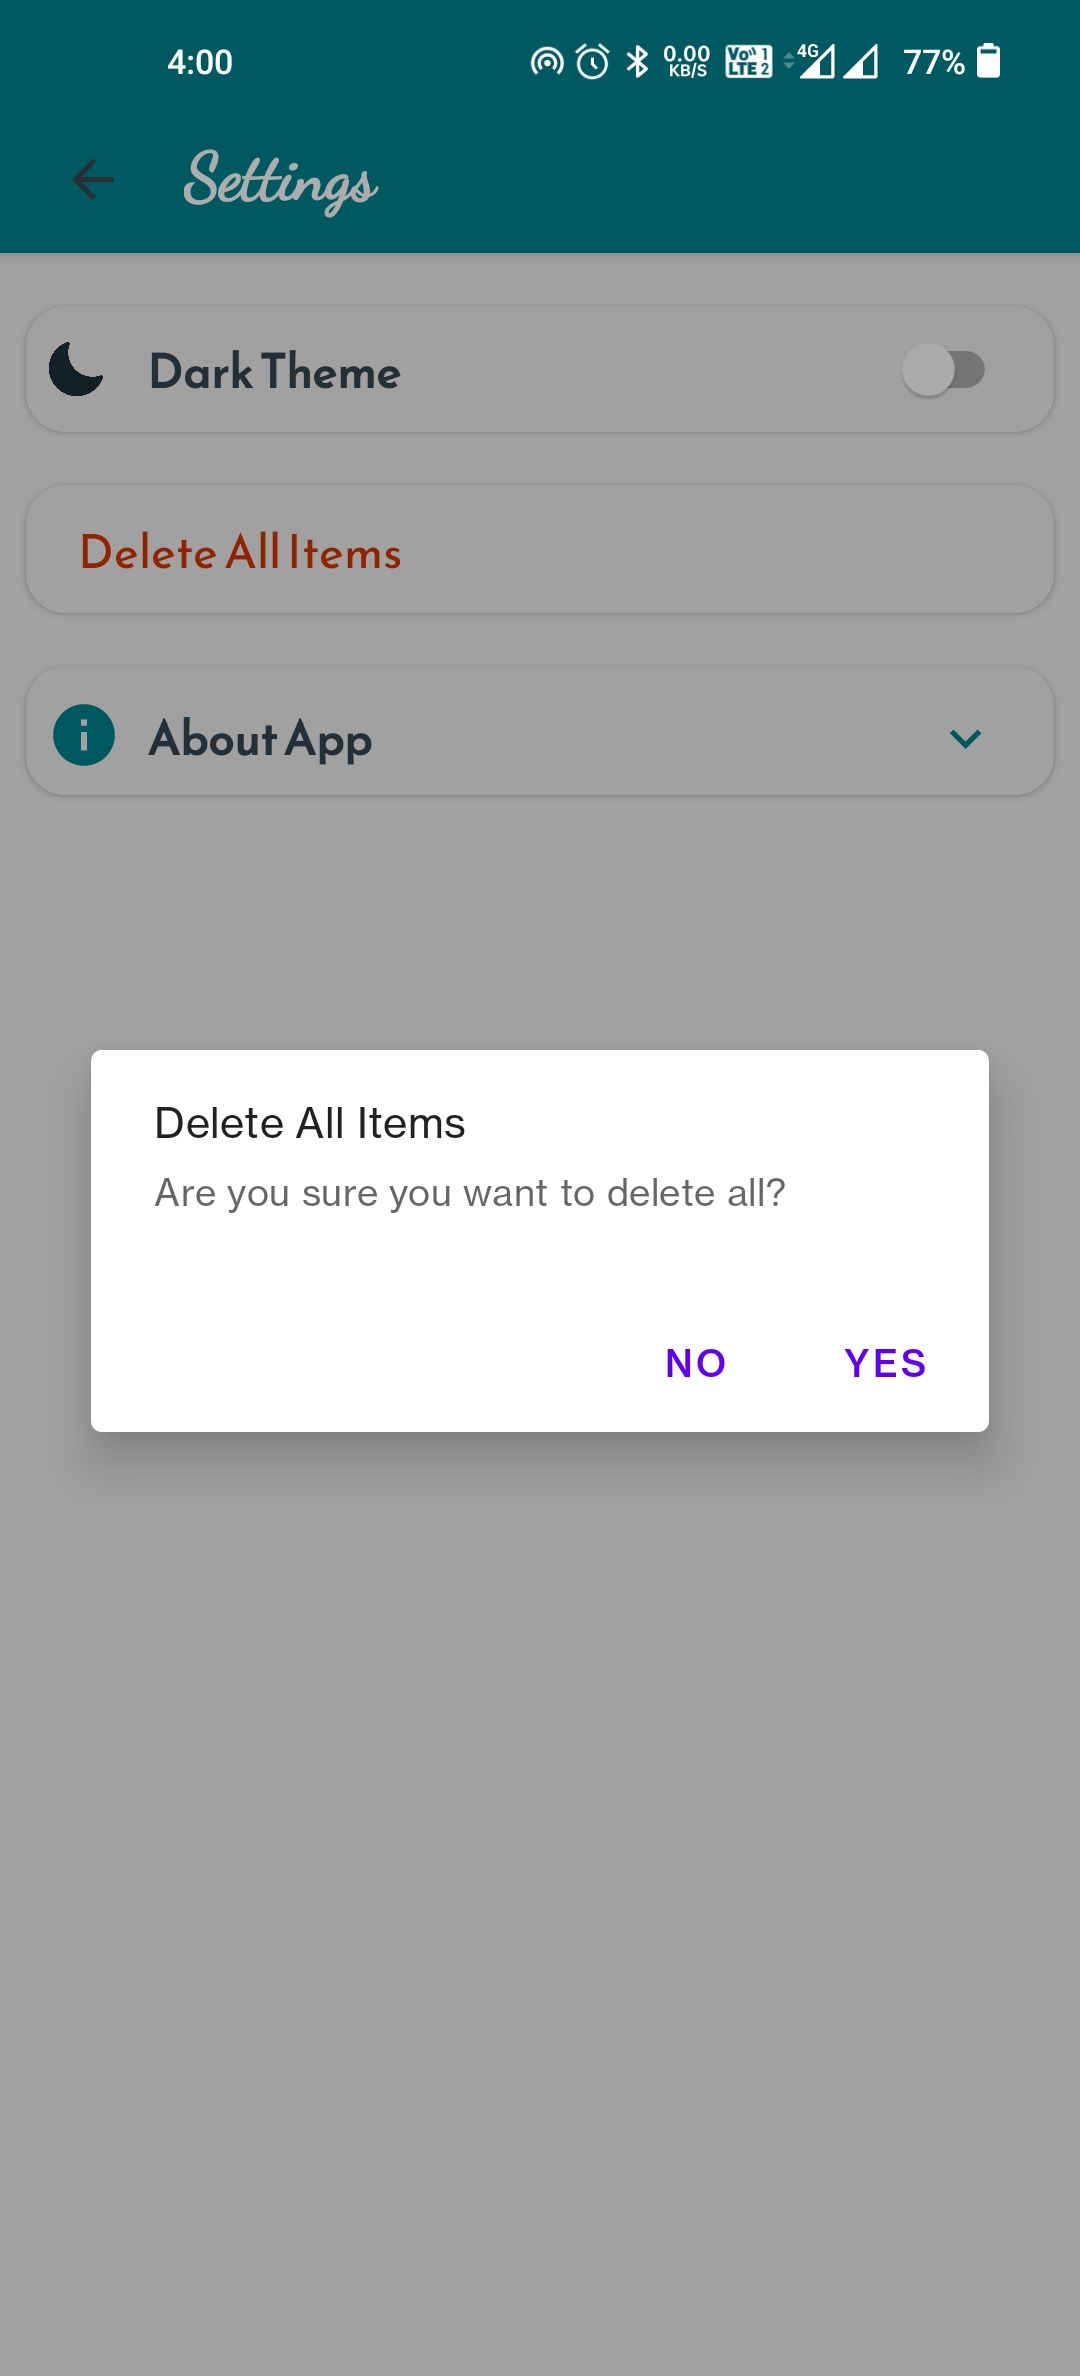 4:00 0.00 KB/S Vo)) 1 LTE 2 4G 77%
Settings
Dark Theme
Delete All Items
About App
Delete All Items
Are you sure you want to delete all?
NO YES